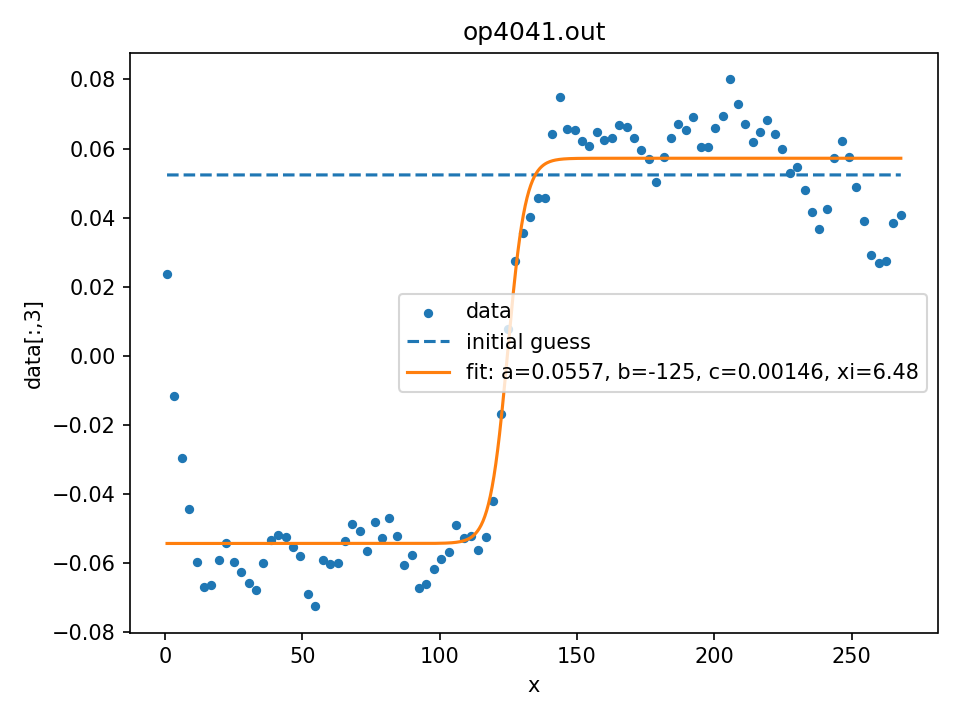 op4041.out
data[:,3]
0.08
0.06
0.04
0.02
0.00
−0.02
−0.04
−0.06
−0.08
data
initial guess
fit: a=0.0557, b=-125, c=0.00146, xi=6.48
0 50 100 150 200 250
x